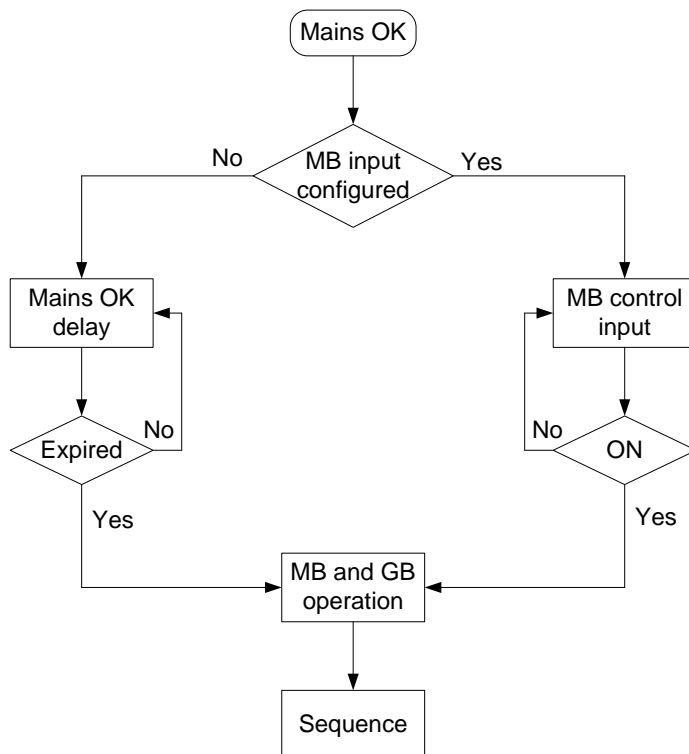 Mains OK
No
MB input
configured
Yes
Mains OK
delay
MB control
input
Expired
No
No
ON
Yes
Yes
MB and GB
operation
Sequence